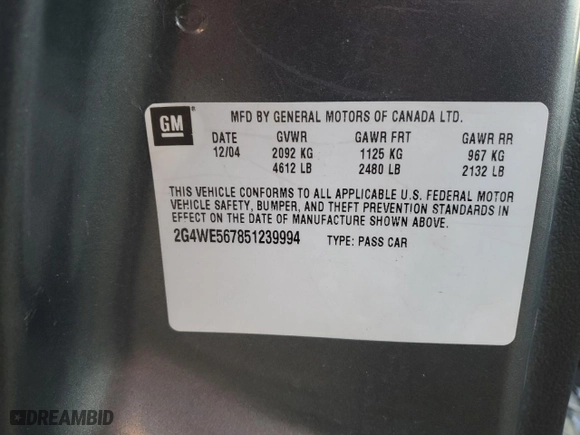 GM
MFD BY GENERAL MOTORS OF CANADA LTD.
DATE GVWR GAWR FRT GAWR RR
12/04 2092 KG 1125 KG 967 KG
4612 LB 2480 LB 2132 LB
THIS VEHICLE CONFORMS TO ALL APPLICABLE U.S. FEDERAL MOTOR
VEHICLE SAFETY, BUMPER, AND THEFT PREVENTION STANDARDS IN
EFFECT ON THE DATE OF MANUFACTURE SHOWN ABOVE.
2G4WE567851239994 TYPE: PASS CAR
DREAMBID